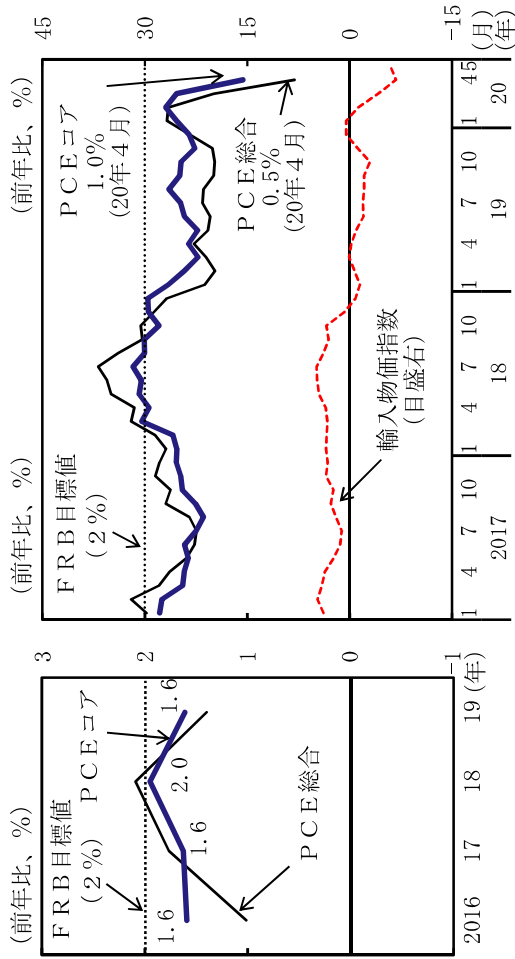 (前年比、%)
3
2
1
0
-1
FRB目標値
(2%)
PCEコア
1.6
1.6
2.0
1.6
PCE総合
2016
17
18
19
(年)
(前年比、%)
(前年比、%)
45
30
15
0
-15
FRB目標値
(2%)
PCEコア
1.0%
(20年4月)
PCE総合
0.5%
(20年4月)
輸入物価指数
(目盛右)
1
4
7
10
1
4
7
10
1
4
7
10
1
45
(月)
2017
18
19
20
(年)